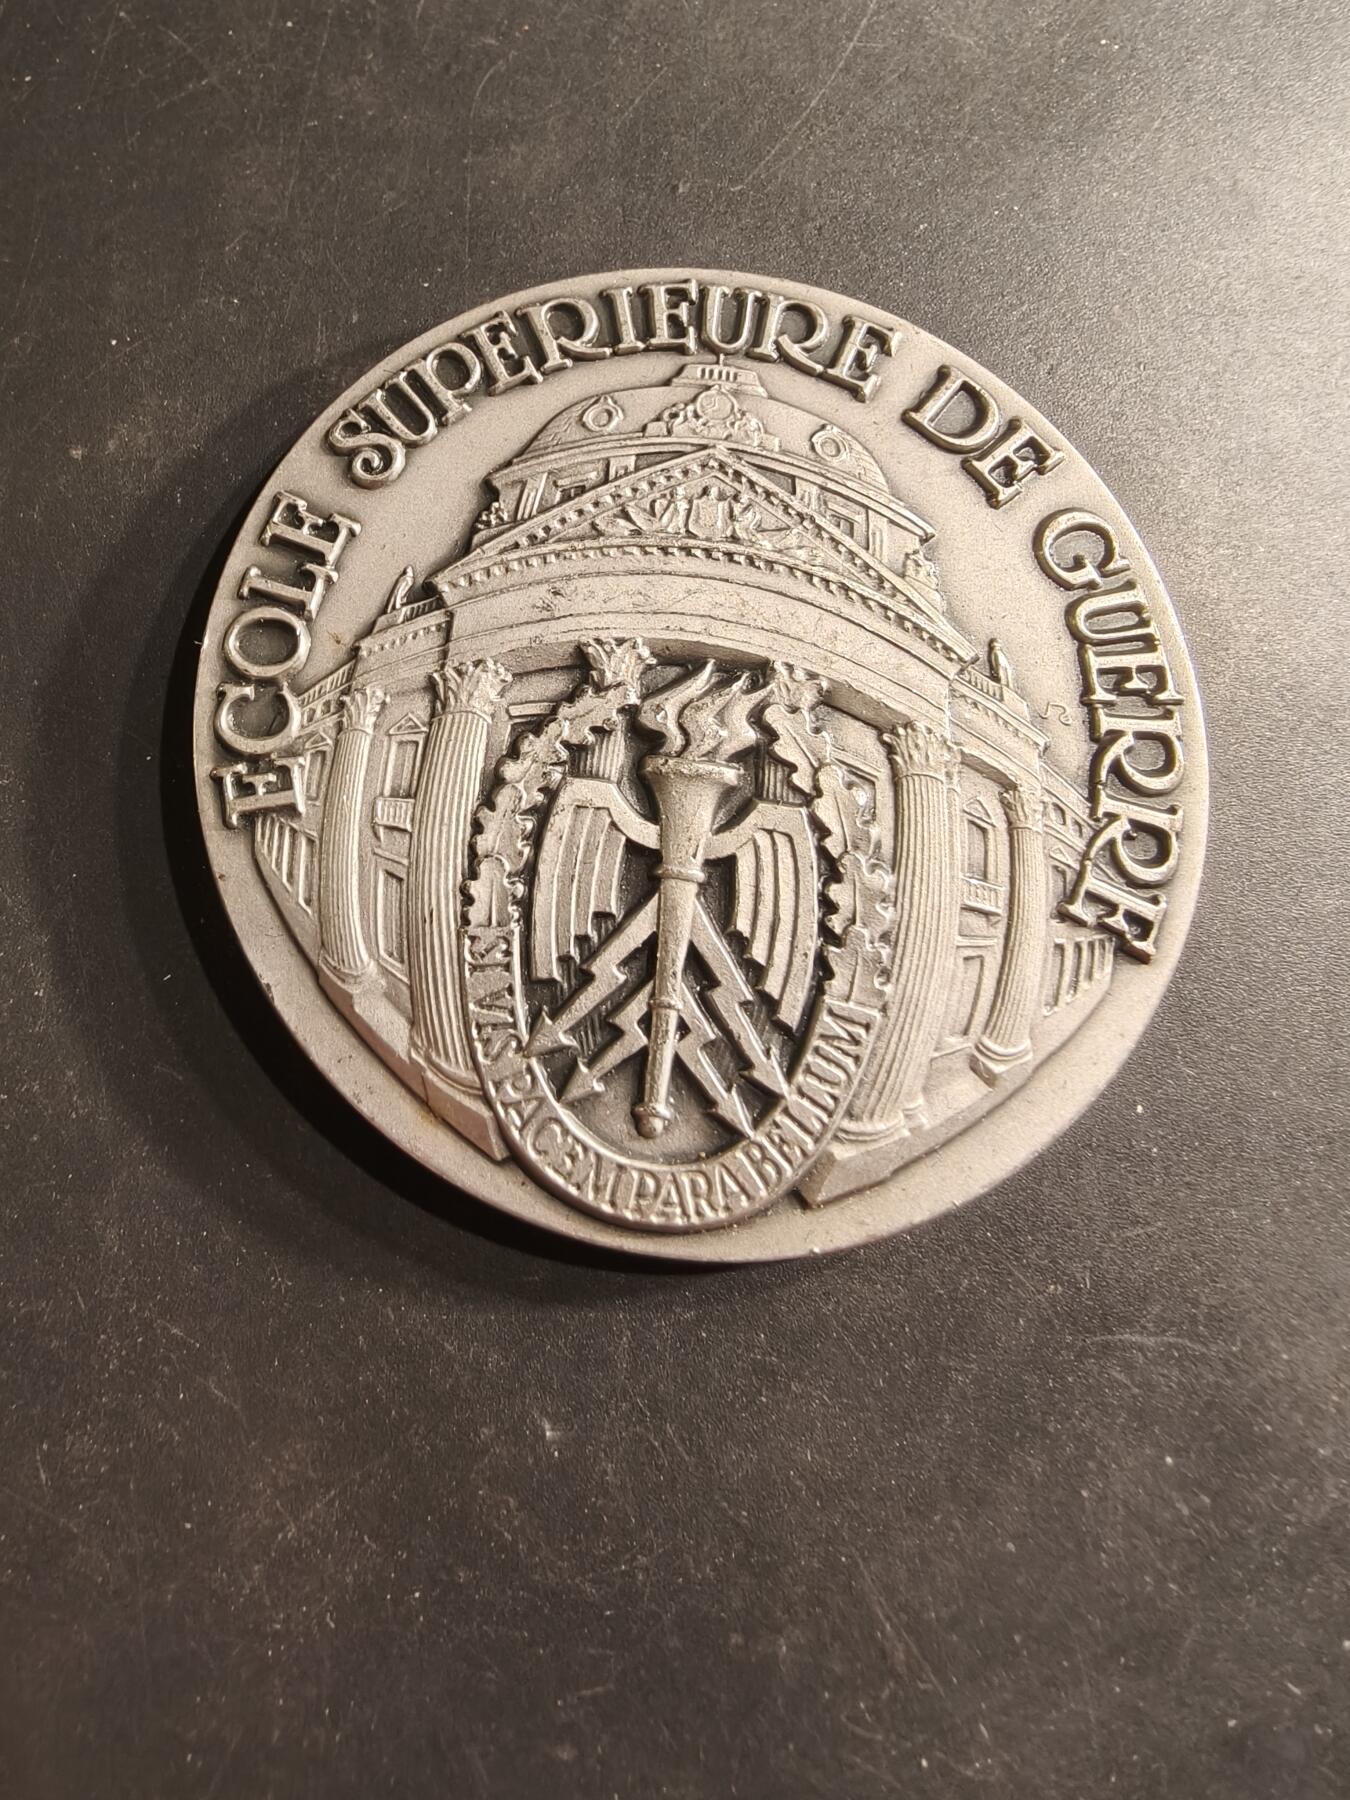 ECOLE SUPERIEURE DE GUERRE
SI VIS PACEM PARA BELLUM